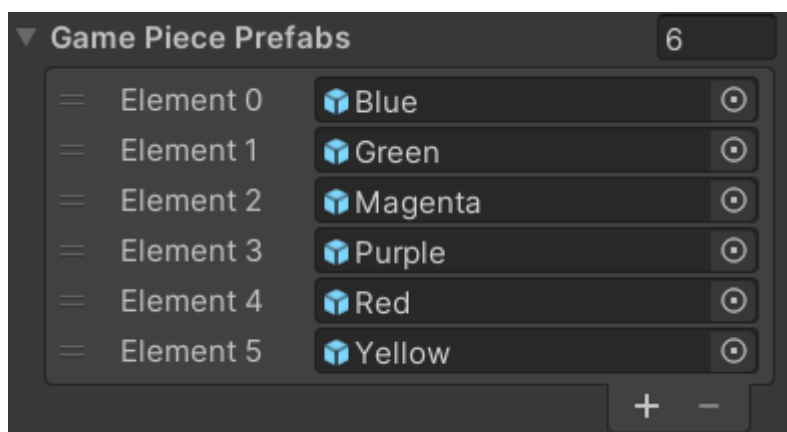 Game Piece Prefabs 6
Element 0 Blue
Element 1 Green
Element 2 Magenta
Element 3 Purple
Element 4 Red
Element 5 Yellow
+ -